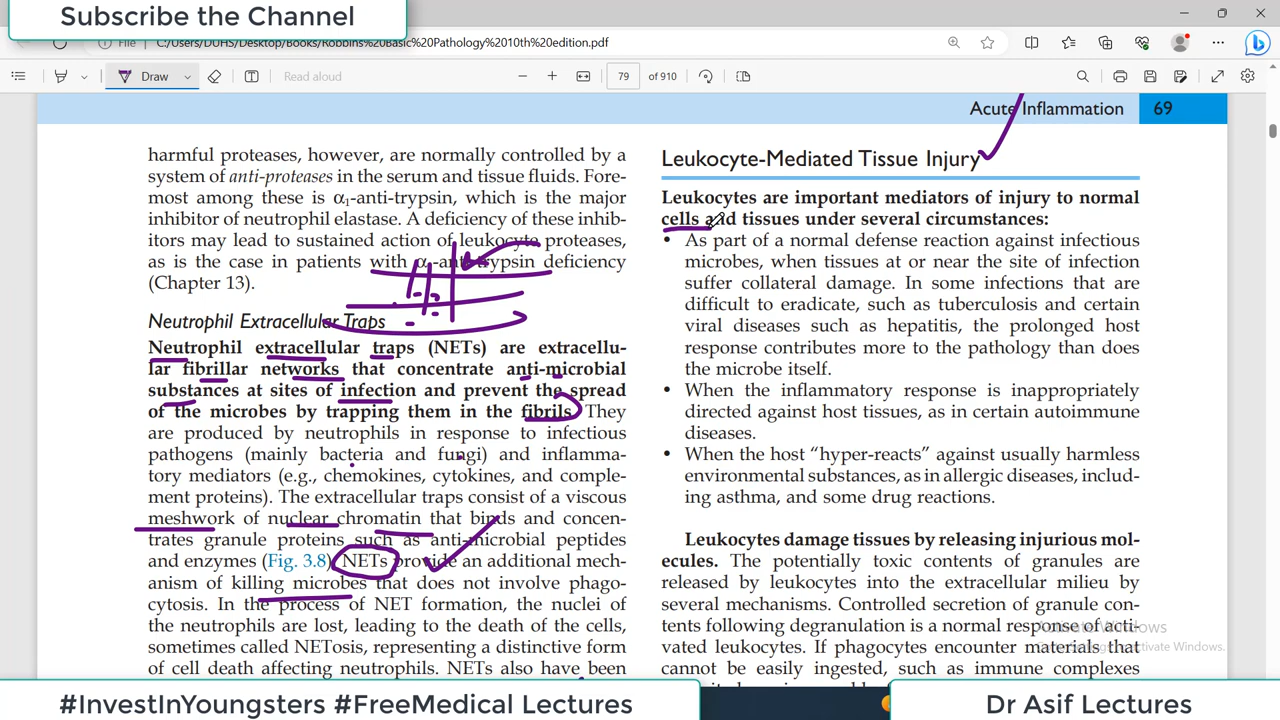 Subscribe the Channel
File
C:/Users/DUHS/Desktop/Books/Robbins%20Basic%20Pathology%2010th%20edition.pdf
Draw
Read aloud
79
of 910
Acute Inflammation 69
harmful proteases, however, are normally controlled by a
system of anti-proteases in the serum and tissue fluids. Fore-
most among these is α1-anti-trypsin, which is the major
inhibitor of neutrophil elastase. A deficiency of these inhib-
itors may lead to sustained action of leukocyte proteases,
as is the case in patients with α1-anti-trypsin deficiency
(Chapter 13).
Neutrophil Extracellular Traps
Neutrophil extracellular traps (NETs) are extracellu-
lar fibrillar networks that concentrate anti-microbial
substances at sites of infection and prevent the spread
of the microbes by trapping them in the fibrils. They
are produced by neutrophils in response to infectious
pathogens (mainly bacteria and fungi) and inflamma-
tory mediators (e.g., chemokines, cytokines, and comple-
ment proteins). The extracellular traps consist of a viscous
meshwork of nuclear chromatin that binds and concen-
trates granule proteins such as anti-microbial peptides
and enzymes (Fig. 3.8). NETs provide an additional mech-
anism of killing microbes that does not involve phago-
cytosis. In the process of NET formation, the nuclei of
the neutrophils are lost, leading to the death of the cells,
sometimes called NETosis, representing a distinctive form
of cell death affecting neutrophils. NETs also have been
Leukocyte-Mediated Tissue Injury
Leukocytes are important mediators of injury to normal
cells and tissues under several circumstances:
• As part of a normal defense reaction against infectious
microbes, when tissues at or near the site of infection
suffer collateral damage. In some infections that are
difficult to eradicate, such as tuberculosis and certain
viral diseases such as hepatitis, the prolonged host
response contributes more to the pathology than does
the microbe itself.
• When the inflammatory response is inappropriately
directed against host tissues, as in certain autoimmune
diseases.
• When the host “hyper-reacts” against usually harmless
environmental substances, as in allergic diseases, includ-
ing asthma, and some drug reactions.
Leukocytes damage tissues by releasing injurious mol-
ecules. The potentially toxic contents of granules are
released by leukocytes into the extracellular milieu by
several mechanisms. Controlled secretion of granule con-
tents following degranulation is a normal response of acti-
vated leukocytes. If phagocytes encounter materials that
cannot be easily ingested, such as immune complexes
Activate Windows
Go to Settings to activate Windows.
#InvestInYoungsters #FreeMedical Lectures
Dr Asif Lectures